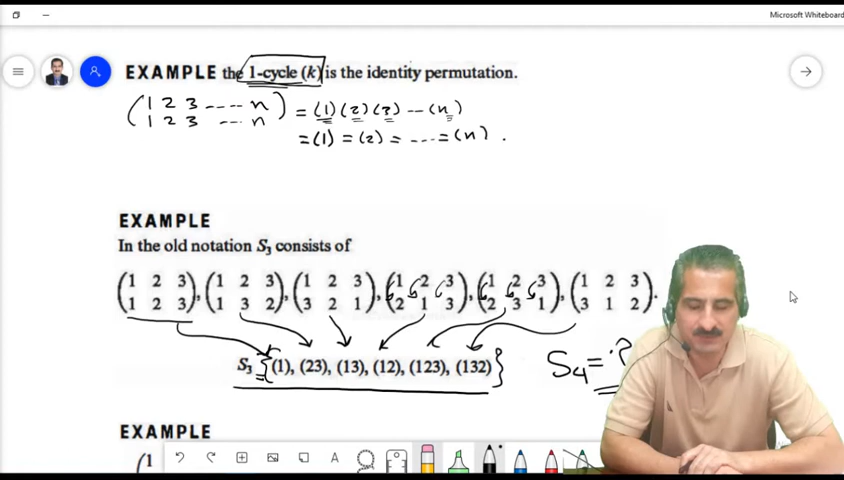 Microsoft Whiteboard
EXAMPLE the 1-cycle (k) is the identity permutation.
(1 2 3 ---- n
1 2 3 ... n) = (1)(2)(3) --- (n)
= (1) = (2) = ---- = (n) .
EXAMPLE
In the old notation S₃ consists of
(1 2 3
1 2 3), (1 2 3
1 3 2), (1 2 3
3 2 1), (1 2 3
2 1 3), (1 2 3
2 3 1), (1 2 3
3 1 2).
S₃ = {(1), (23), (13), (12), (123), (132)}
S₄ = ?
EXAMPLE
(1
A